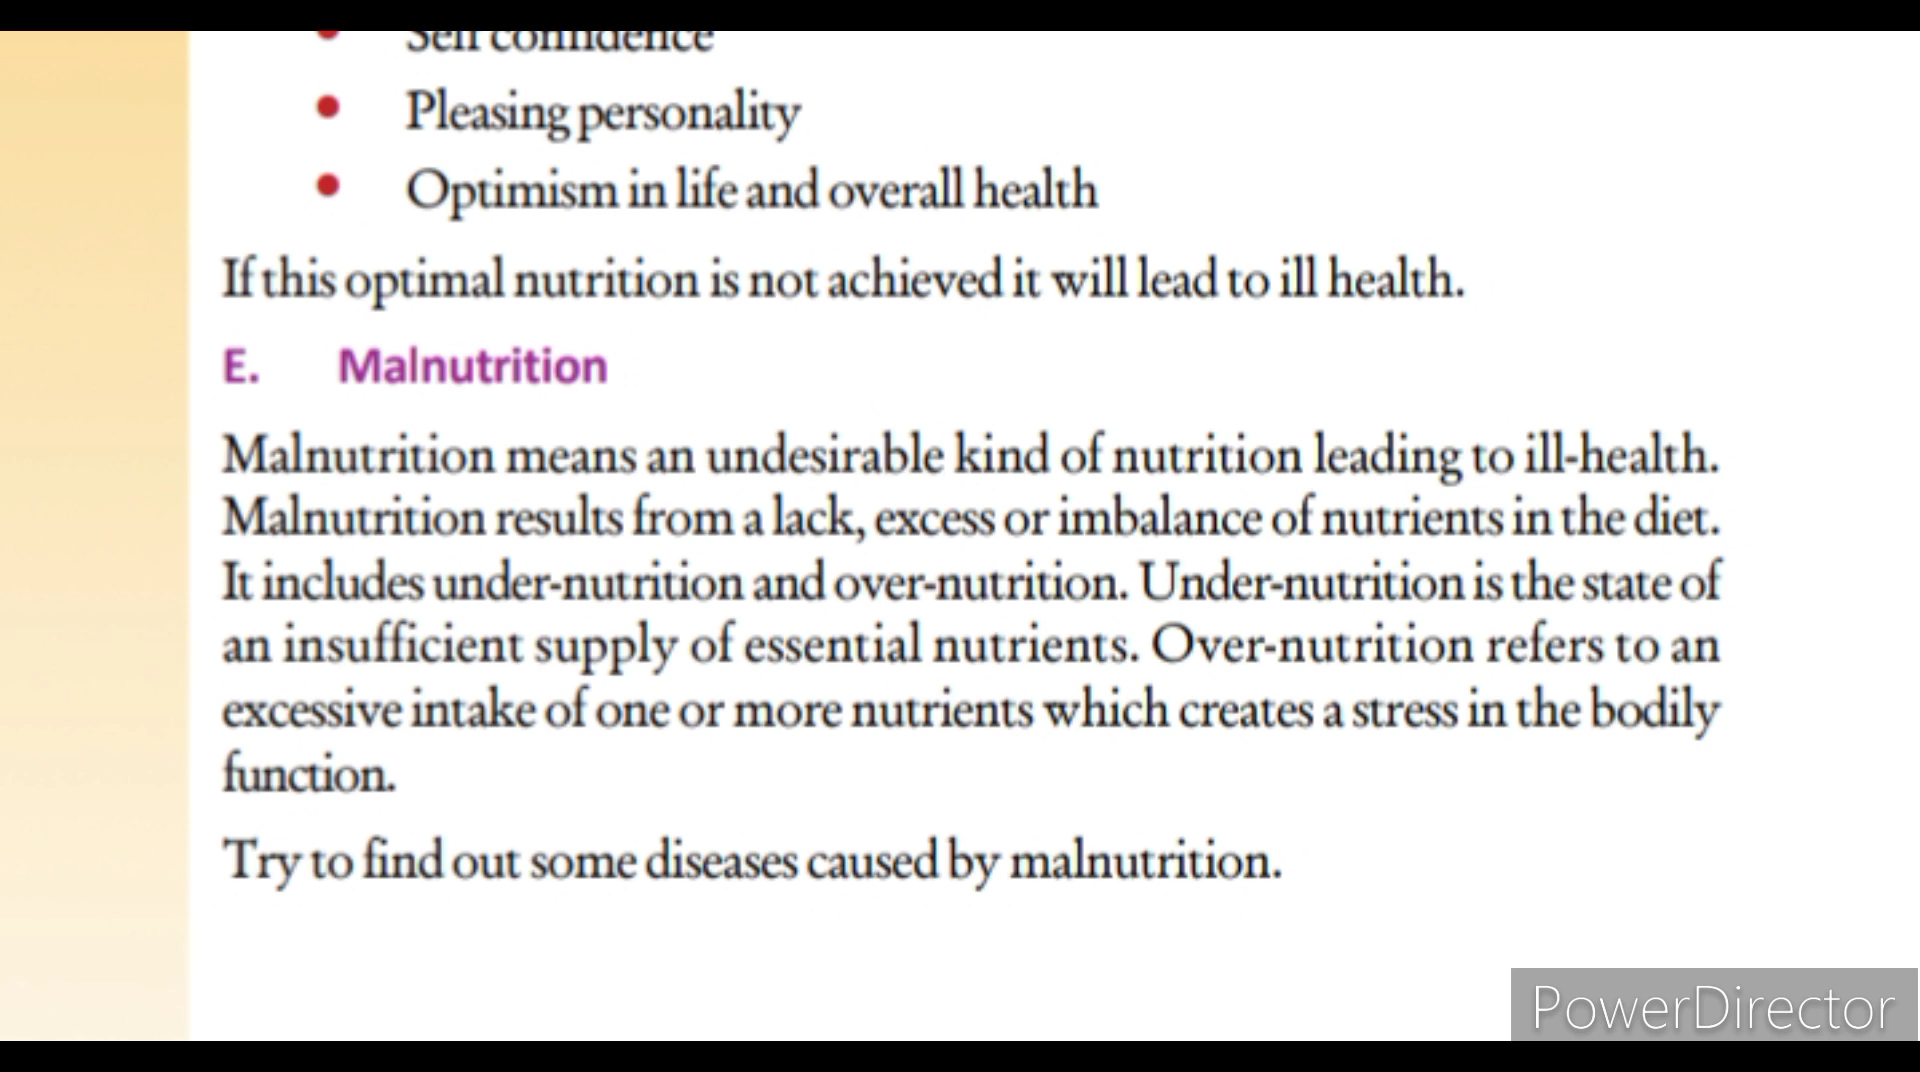 • Self confidence
• Pleasing personality
• Optimism in life and overall health
If this optimal nutrition is not achieved it will lead to ill health.
E. Malnutrition
Malnutrition means an undesirable kind of nutrition leading to ill-health.
Malnutrition results from a lack, excess or imbalance of nutrients in the diet.
It includes under-nutrition and over-nutrition. Under-nutrition is the state of
an insufficient supply of essential nutrients. Over-nutrition refers to an
excessive intake of one or more nutrients which creates a stress in the bodily
function.
Try to find out some diseases caused by malnutrition.
PowerDirector